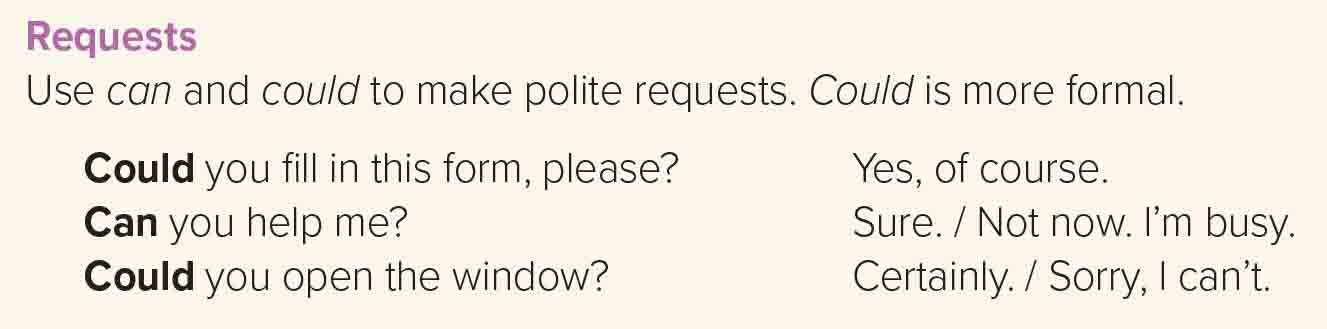 Requests
Use can and could to make polite requests. Could is more formal.
Could you fill in this form, please? Yes, of course.
Can you help me? Sure. / Not now. I’m busy.
Could you open the window? Certainly. / Sorry, I can’t.